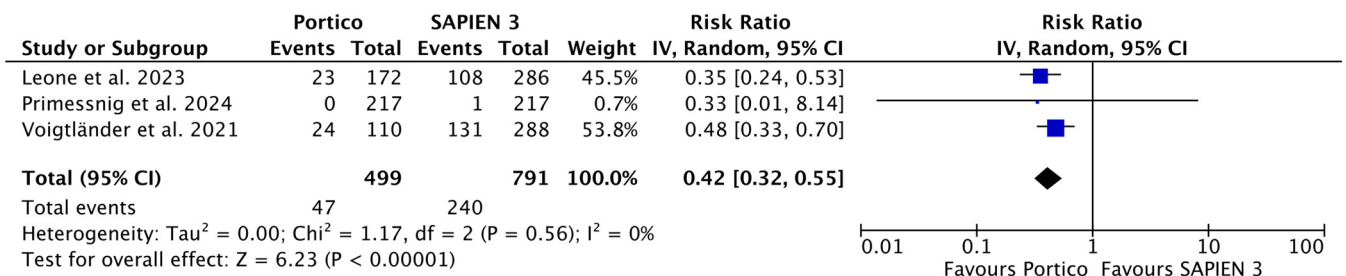 Portico SAPIEN 3 Risk Ratio Risk Ratio
Study or Subgroup Events Total Events Total Weight IV, Random, 95% CI IV, Random, 95% CI
Leone et al. 2023 23 172 108 286 45.5% 0.35 [0.24, 0.53]
Primessnig et al. 2024 0 217 1 217 0.7% 0.33 [0.01, 8.14]
Voigtländer et al. 2021 24 110 131 288 53.8% 0.48 [0.33, 0.70]
Total (95% CI) 499 791 100.0% 0.42 [0.32, 0.55]
Total events 47 240
Heterogeneity: Tau² = 0.00; Chi² = 1.17, df = 2 (P = 0.56); I² = 0%
Test for overall effect: Z = 6.23 (P < 0.00001)
0.01 0.1 1 10 100
Favours Portico Favours SAPIEN 3